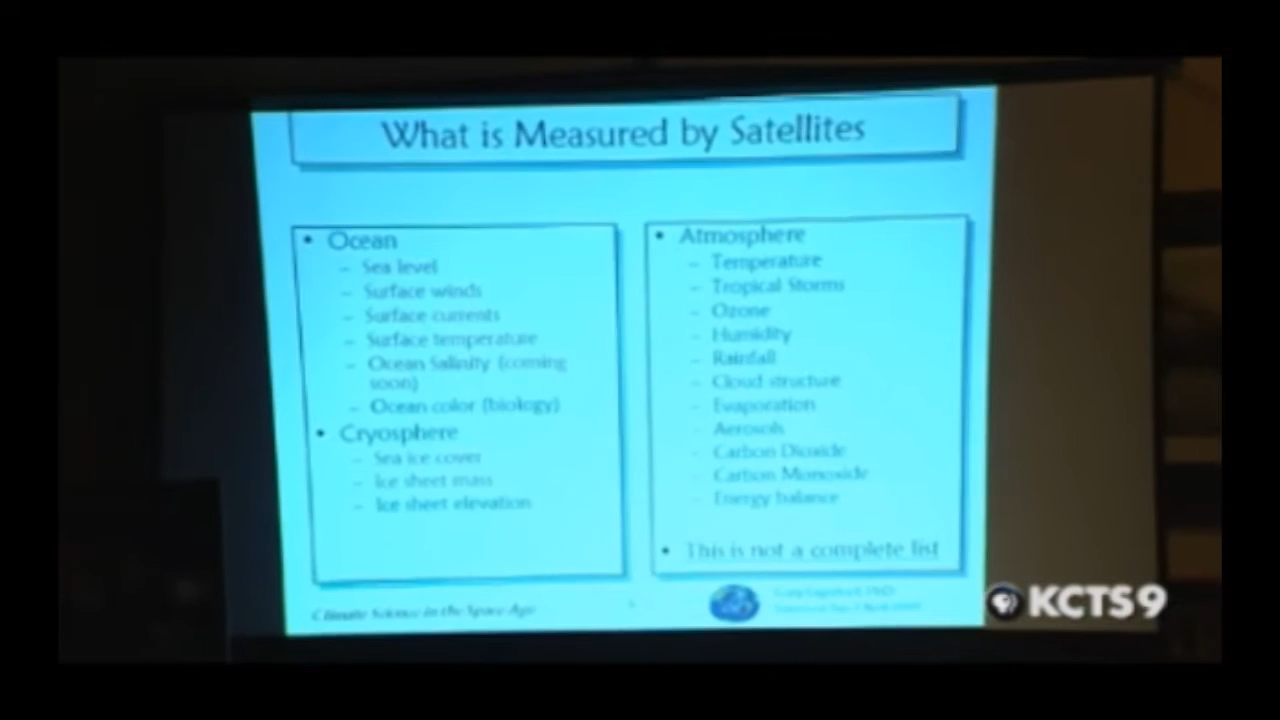 What is Measured by Satellites
• Ocean
– Sea level
– Surface winds
– Surface currents
– Surface temperature
– Ocean Salinity (coming
soon)
– Ocean color (biology)
• Cryosphere
– Sea ice cover
– Ice sheet mass
– Ice sheet elevation
• Atmosphere
– Temperature
– Tropical Storms
– Ozone
– Humidity
– Rainfall
– Cloud structure
– Evaporation
– Aerosols
– Carbon Dioxide
– Carbon Monoxide
– Energy balance
• This is not a complete list
Climate Science in the Space Age
KCTS 9